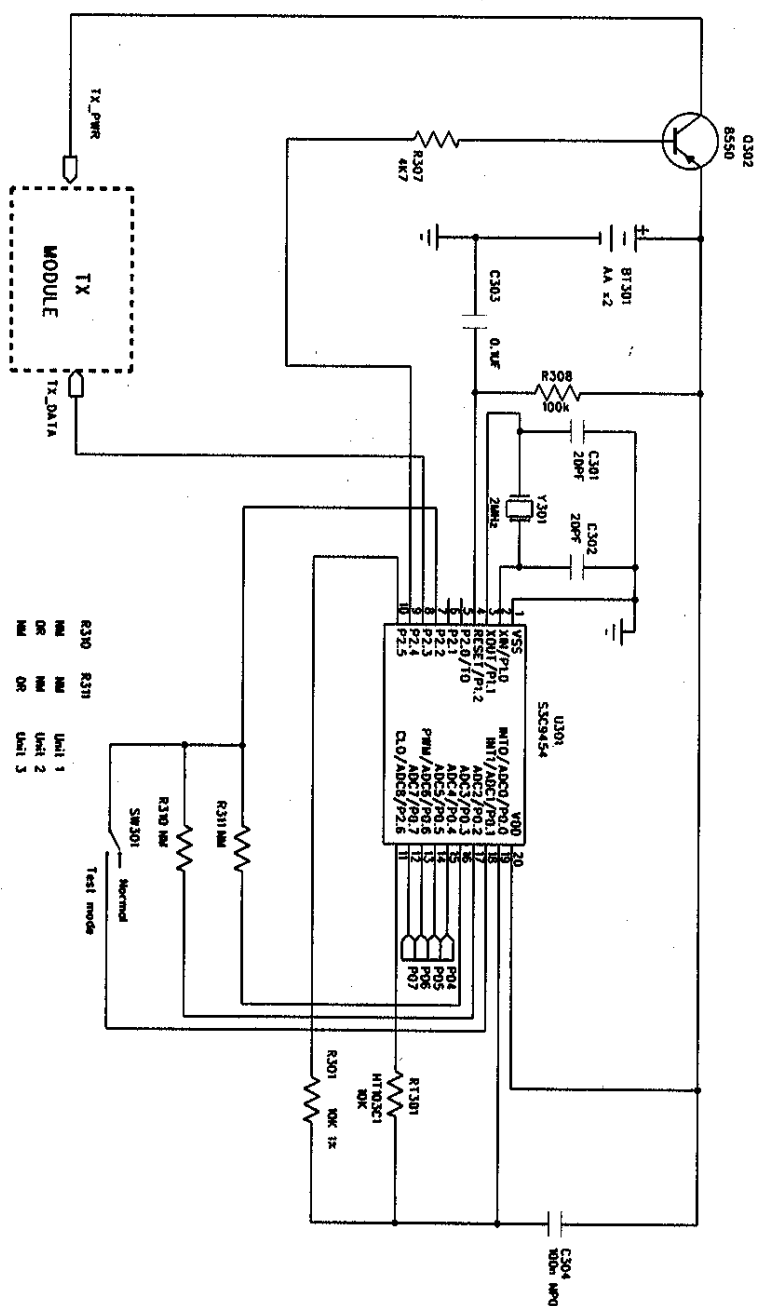 Q302
8550
TX_PWR
R307
4K7
TX
MODULE
BT301
AA x2
+
C303
0.1UF
R308
100k
TX_DATA
C301
20PF
Y301
2MHz
C302
20PF
1 VSS
2 XIN/P1.0
3 XOUT/P1.1
4 RESET/P1.2
5 P2.0/T0
6 P2.1
7 P2.2
8 P2.3
9 P2.4
10 P2.5
U301
S3C9454
VDD 20
INT0/ADC0/P0.0 19
INT1/ADC1/P0.1 18
ADC2/P0.2 17
ADC3/P0.3 16
ADC4/P0.4 15
ADC5/P0.5 14
PWM/ADC6/P0.6 13
ADC7/P0.7 12
CLO/ADC8/P2.6 11
P04
P05
P06
P07
R310 R311
NM NM Unit 1
0R NM Unit 2
NM 0R Unit 3
R311 NM
R310 NM
SW301
Normal
Test mode
R301
10K 1%
RT301
HT103C1
10K
C304
100n NPO